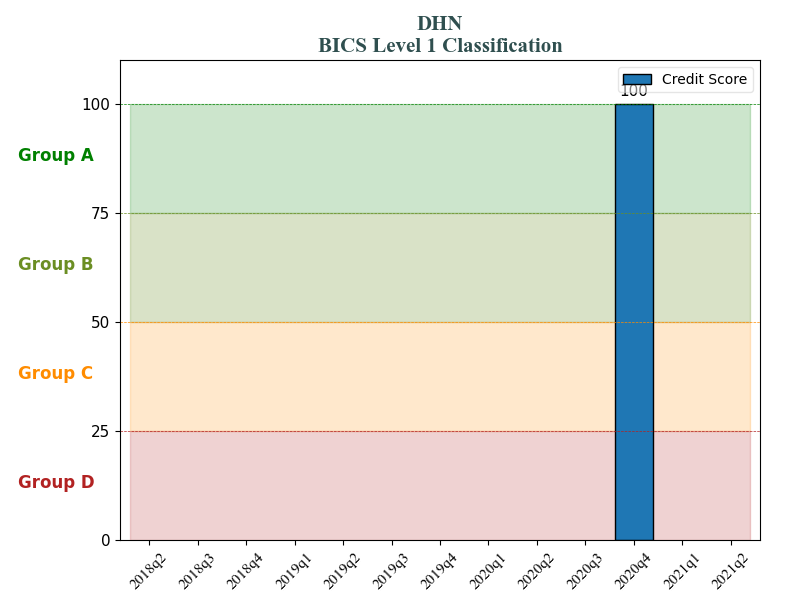 DHN
BICS Level 1 Classification
Credit Score
100
100
Group A
75
Group B
50
Group C
25
Group D
0
2018q2
2018q3
2018q4
2019q1
2019q2
2019q3
2019q4
2020q1
2020q2
2020q3
2020q4
2021q1
2021q2